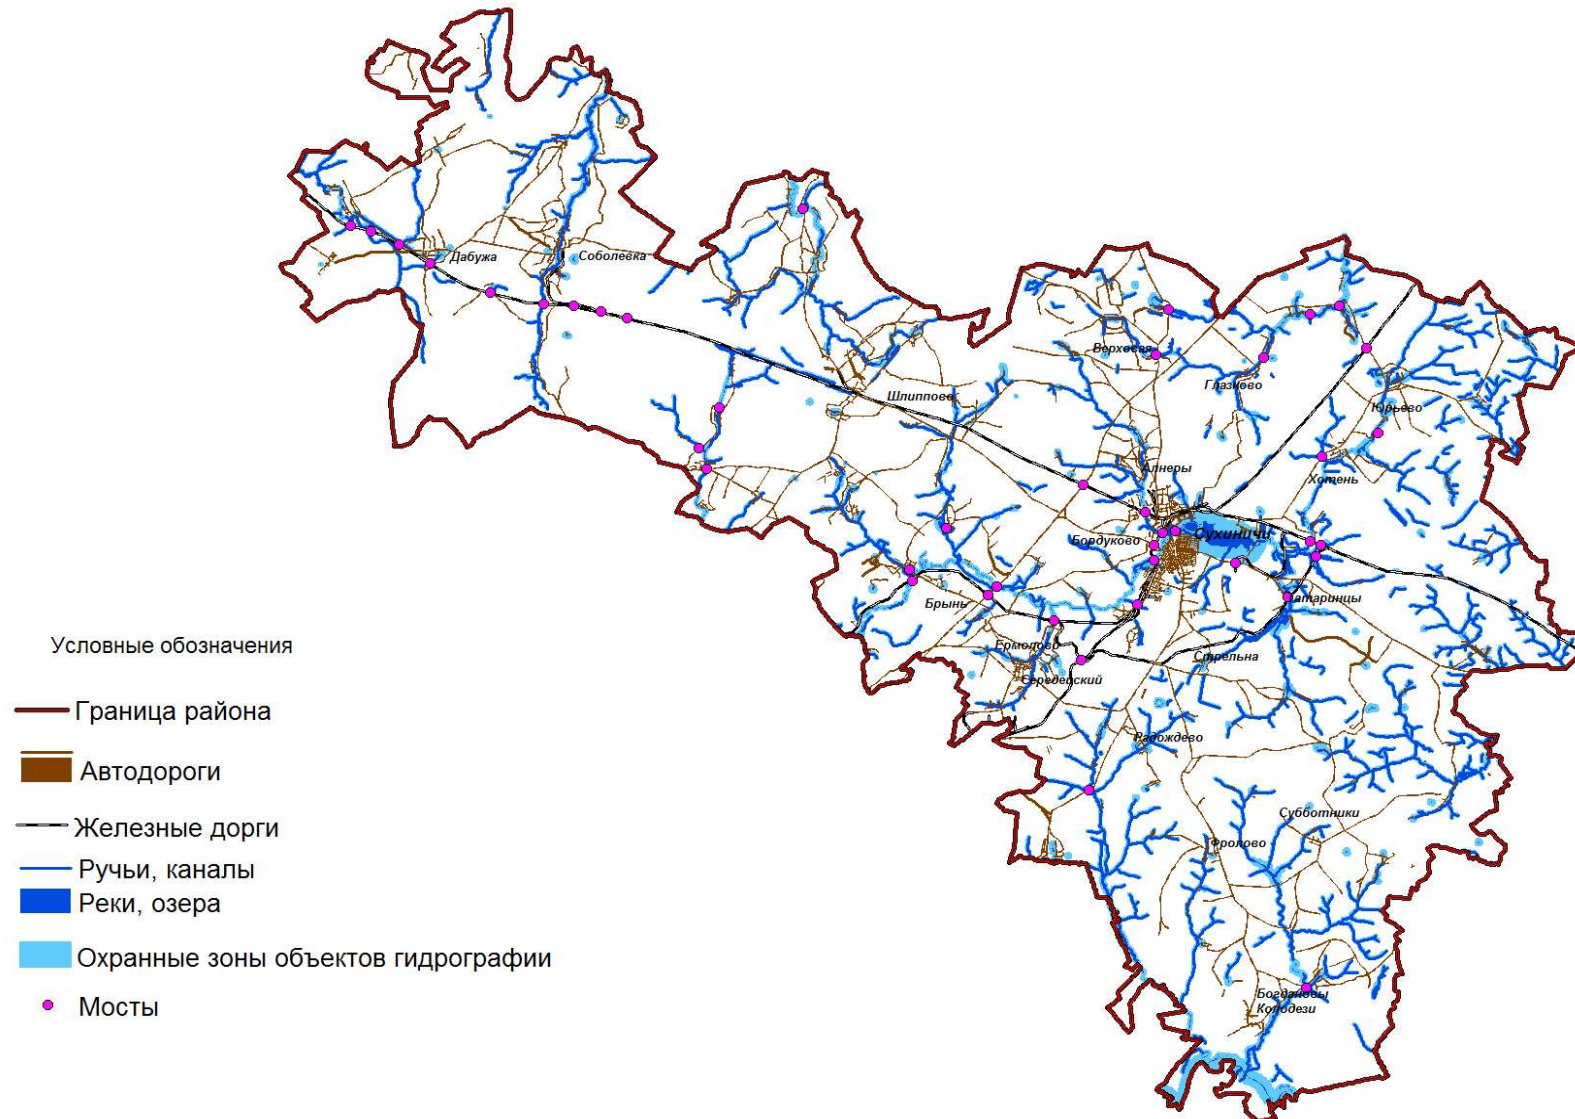 Дабужа
Соболевка
Верховая
Глазково
Шлиппово
Юрьево
Алнеры
Хотень
Бордуково
Сухиничи
Брынь
Татаринцы
Ермолово
Стрельна
Середейский
Радождево
Субботники
Фролово
Богдановы
Колодези
Условные обозначения
Граница района
Автодороги
Железные дорги
Ручьи, каналы
Реки, озера
Охранные зоны объектов гидрографии
Мосты